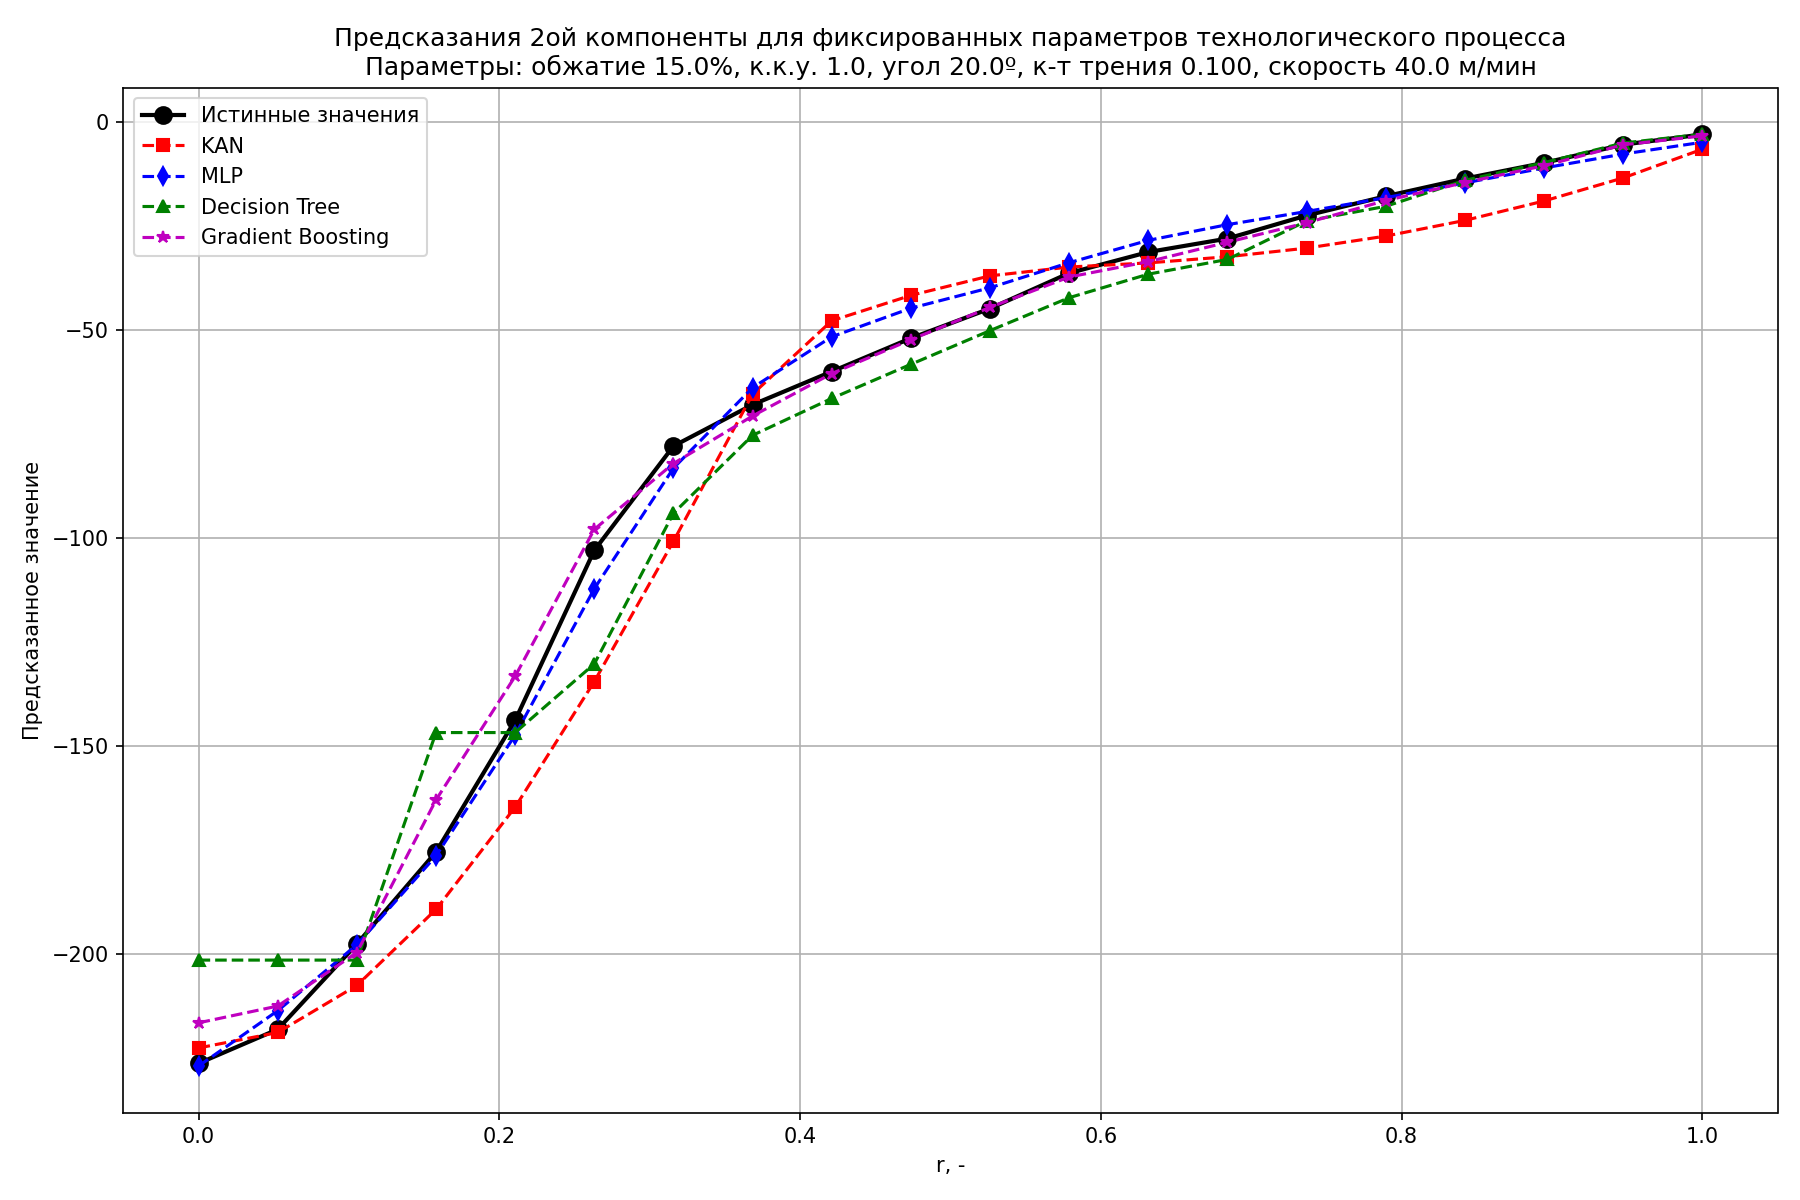 Предсказания 2ой компоненты для фиксированных параметров технологического процесса
Параметры: обжатие 15.0%, к.к.у. 1.0, угол 20.0º, к-т трения 0.100, скорость 40.0 м/мин
Истинные значения
KAN
MLP
Decision Tree
Gradient Boosting
Предсказанное значение
0
−50
−100
−150
−200
0.0
0.2
0.4
0.6
0.8
1.0
r, -